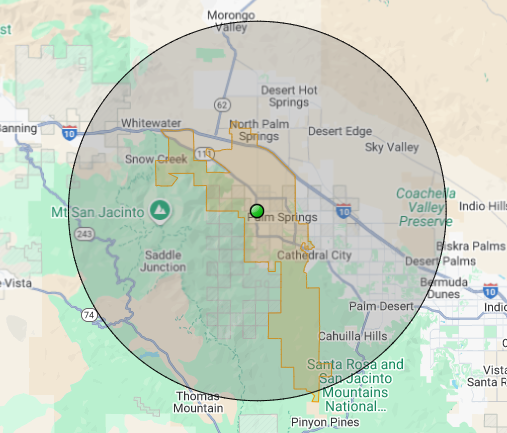 st
Morongo
Valley
Desert Hot
Springs
62
Whitewater
North Palm
Springs
Banning
10
Desert Edge
111
Sky Valley
Snow Creek
Coachella
Valley
Preserve
Mt San Jacinto
Palm Springs
10
Indio Hills
243
Biskra Palms
Saddle
Junction
Cathedral City
Desert Palms
Bermuda
Dunes
e Vista
10
74
Palm Desert
Indio
Cahuilla Hills
Santa Rosa and
San Jacinto
Mountains
National...
Vista
Santa R
Thomas
Mountain
Pinyon Pines